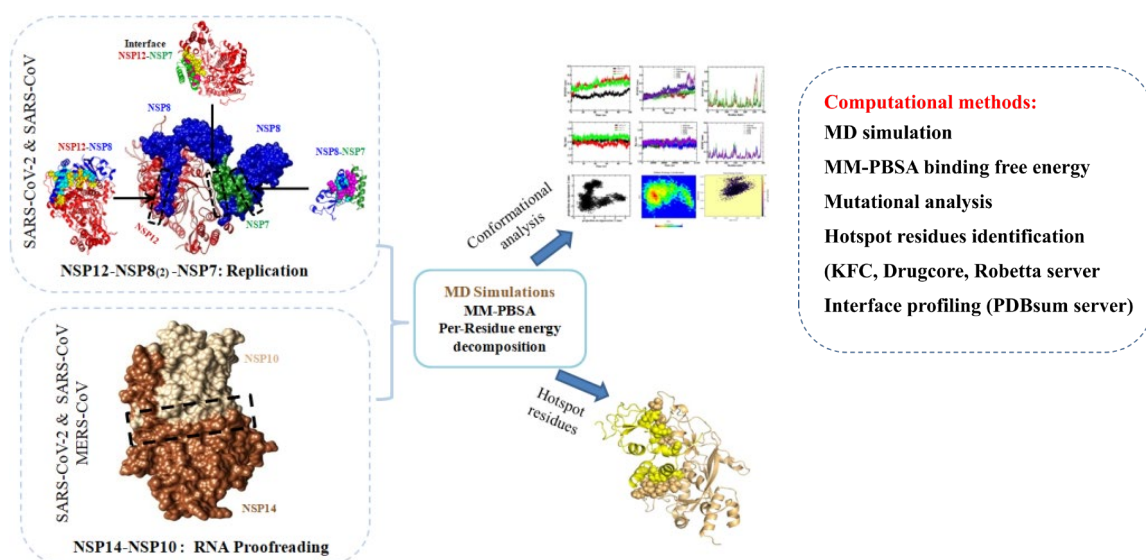 SARS-CoV-2 & SARS-CoV
Interface
NSP12-NSP7
NSP8
NSP8
NSP12-NSP8
NSP8-NSP7
NSP12
NSP7
NSP12-NSP8(2) -NSP7: Replication
SARS-CoV-2 & SARS-CoV
MERS-CoV
NSP10
NSP14
NSP14-NSP10 : RNA Proofreading
MD Simulations
MM-PBSA
Per-Residue energy
decomposition
Conformational
analysis
Hotspot
residues
Computational methods:
MD simulation
MM-PBSA binding free energy
Mutational analysis
Hotspot residues identification
(KFC, Drugcore, Robetta server
Interface profiling (PDBsum server)